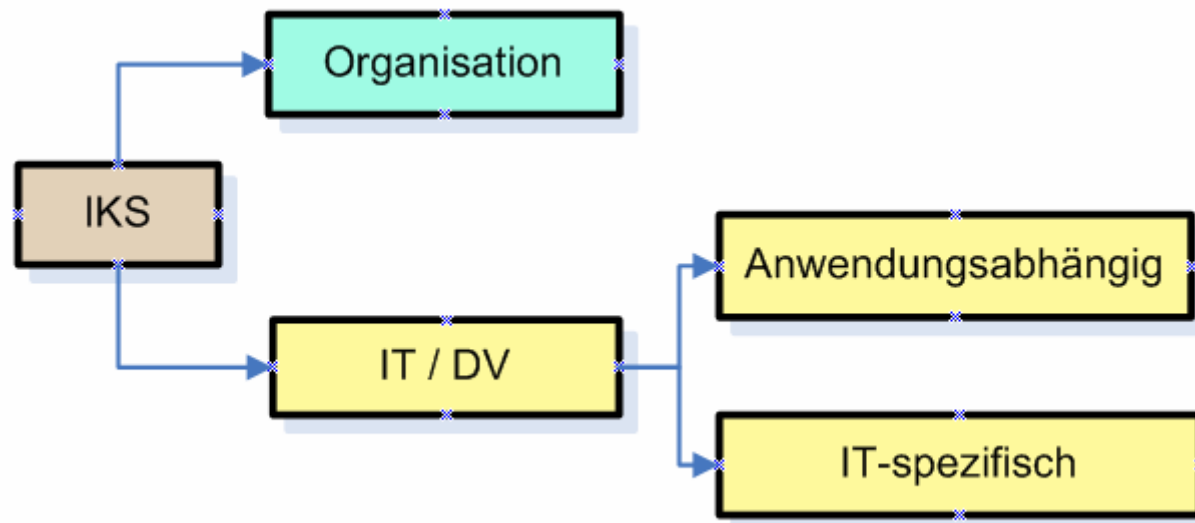 Organisation
IKS
Anwendungsabhängig
IT / DV
IT-spezifisch